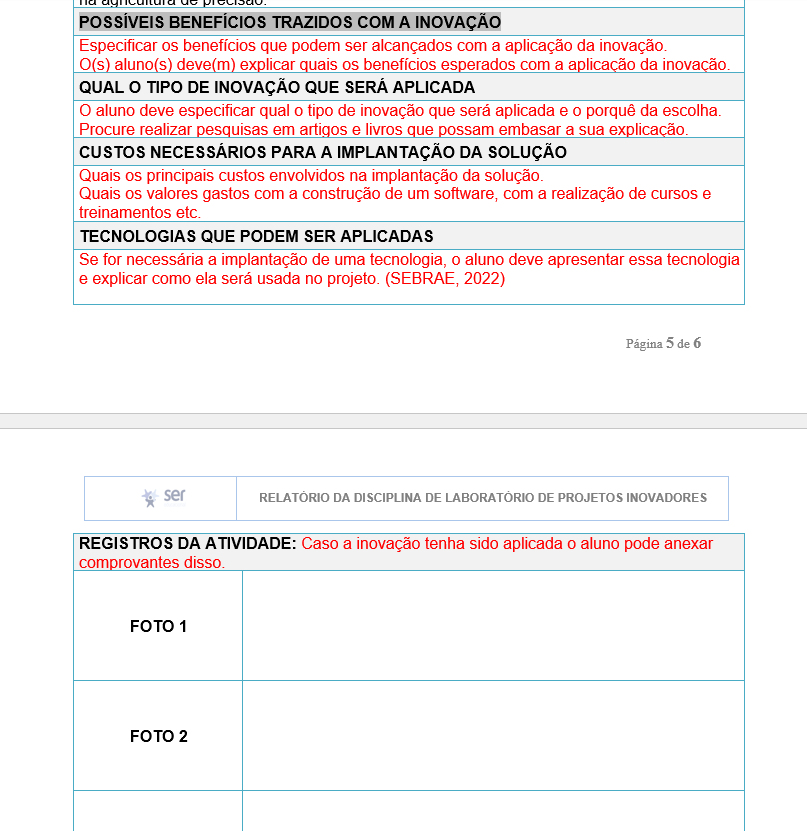 na agricultura de precisão.
POSSÍVEIS BENEFÍCIOS TRAZIDOS COM A INOVAÇÃO
Especificar os benefícios que podem ser alcançados com a aplicação da inovação.
O(s) aluno(s) deve(m) explicar quais os benefícios esperados com a aplicação da inovação.
QUAL O TIPO DE INOVAÇÃO QUE SERÁ APLICADA
O aluno deve especificar qual o tipo de inovação que será aplicada e o porquê da escolha.
Procure realizar pesquisas em artigos e livros que possam embasar a sua explicação.
CUSTOS NECESSÁRIOS PARA A IMPLANTAÇÃO DA SOLUÇÃO
Quais os principais custos envolvidos na implantação da solução.
Quais os valores gastos com a construção de um software, com a realização de cursos e
treinamentos etc.
TECNOLOGIAS QUE PODEM SER APLICADAS
Se for necessária a implantação de uma tecnologia, o aluno deve apresentar essa tecnologia
e explicar como ela será usada no projeto. (SEBRAE, 2022)
Página 5 de 6
ser
RELATÓRIO DA DISCIPLINA DE LABORATÓRIO DE PROJETOS INOVADORES
REGISTROS DA ATIVIDADE: Caso a inovação tenha sido aplicada o aluno pode anexar
comprovantes disso.
FOTO 1
FOTO 2